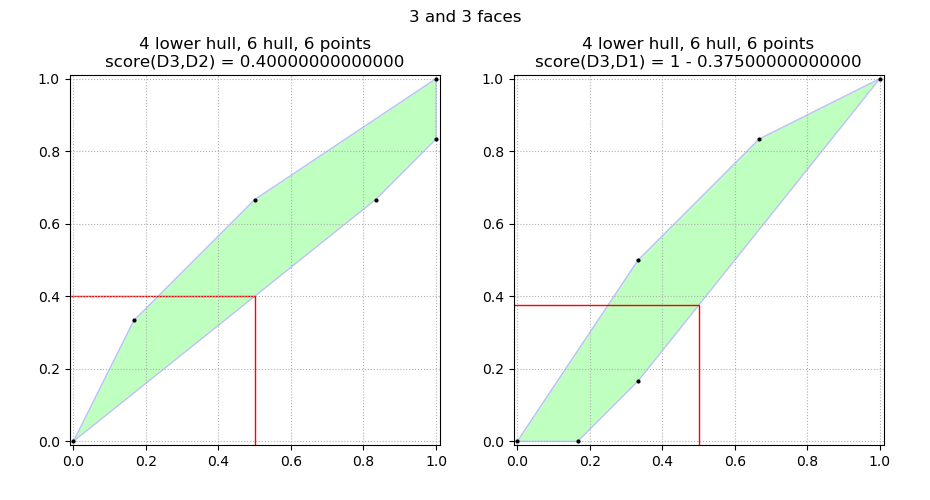 3 and 3 faces
4 lower hull, 6 hull, 6 points
score(D3,D2) = 0.40000000000000
1.0
0.8
0.6
0.4
0.2
0.0
0.0 0.2 0.4 0.6 0.8 1.0
4 lower hull, 6 hull, 6 points
score(D3,D1) = 1 - 0.37500000000000
1.0
0.8
0.6
0.4
0.2
0.0
0.0 0.2 0.4 0.6 0.8 1.0